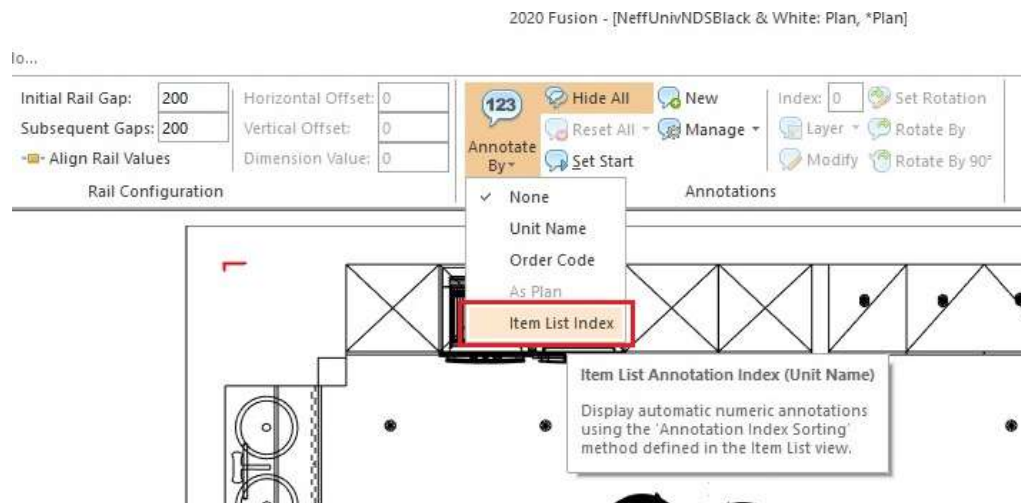 2020 Fusion - [NeffUnivNDSBlack & White: Plan, *Plan]
lo...
Initial Rail Gap: 200
Subsequent Gaps: 200
Align Rail Values
Rail Configuration
Horizontal Offset: 0
Vertical Offset: 0
Dimension Value: 0
123
Annotate
By
Hide All
Reset All
Set Start
New
Manage
Index: 0
Layer
Modify
Set Rotation
Rotate By
Rotate By 90°
Annotations
None
Unit Name
Order Code
As Plan
Item List Index
Item List Annotation Index (Unit Name)
Display automatic numeric annotations
using the 'Annotation Index Sorting'
method defined in the Item List view.